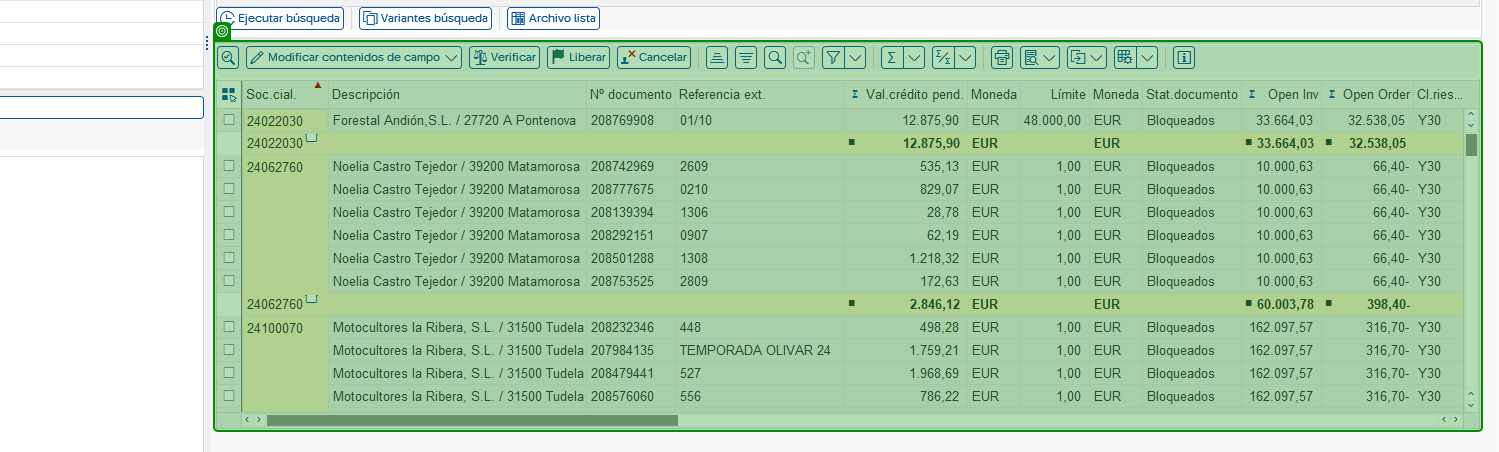 Ejecutar búsqueda Variantes búsqueda Archivo lista
Modificar contenidos de campo Verificar Liberar Cancelar
Soc.cial. Descripción Nº documento Referencia ext. Σ Val.crédito pend. Moneda Límite Moneda Stat.documento Σ Open Inv Σ Open Order Cl.ries...
24022030 Forestal Andión,S.L. / 27720 A Pontenova 208769908 01/10 12.875,90 EUR 48.000,00 EUR Bloqueados 33.664,03 32.538,05 Y30
24022030 12.875,90 EUR EUR 33.664,03 32.538,05
24062760 Noelia Castro Tejedor / 39200 Matamorosa 208742969 2609 535,13 EUR 1,00 EUR Bloqueados 10.000,63 66,40- Y30
Noelia Castro Tejedor / 39200 Matamorosa 208777675 0210 829,07 EUR 1,00 EUR Bloqueados 10.000,63 66,40- Y30
Noelia Castro Tejedor / 39200 Matamorosa 208139394 1306 28,78 EUR 1,00 EUR Bloqueados 10.000,63 66,40- Y30
Noelia Castro Tejedor / 39200 Matamorosa 208292151 0907 62,19 EUR 1,00 EUR Bloqueados 10.000,63 66,40- Y30
Noelia Castro Tejedor / 39200 Matamorosa 208501288 1308 1.218,32 EUR 1,00 EUR Bloqueados 10.000,63 66,40- Y30
Noelia Castro Tejedor / 39200 Matamorosa 208753525 2809 172,63 EUR 1,00 EUR Bloqueados 10.000,63 66,40- Y30
24062760 2.846,12 EUR EUR 60.003,78 398,40-
24100070 Motocultores la Ribera, S.L. / 31500 Tudela 208232346 448 498,28 EUR 1,00 EUR Bloqueados 162.097,57 316,70- Y30
Motocultores la Ribera, S.L. / 31500 Tudela 207984135 TEMPORADA OLIVAR 24 1.759,21 EUR 1,00 EUR Bloqueados 162.097,57 316,70- Y30
Motocultores la Ribera, S.L. / 31500 Tudela 208479441 527 1.968,69 EUR 1,00 EUR Bloqueados 162.097,57 316,70- Y30
Motocultores la Ribera, S.L. / 31500 Tudela 208576060 556 786,22 EUR 1,00 EUR Bloqueados 162.097,57 316,70- Y30